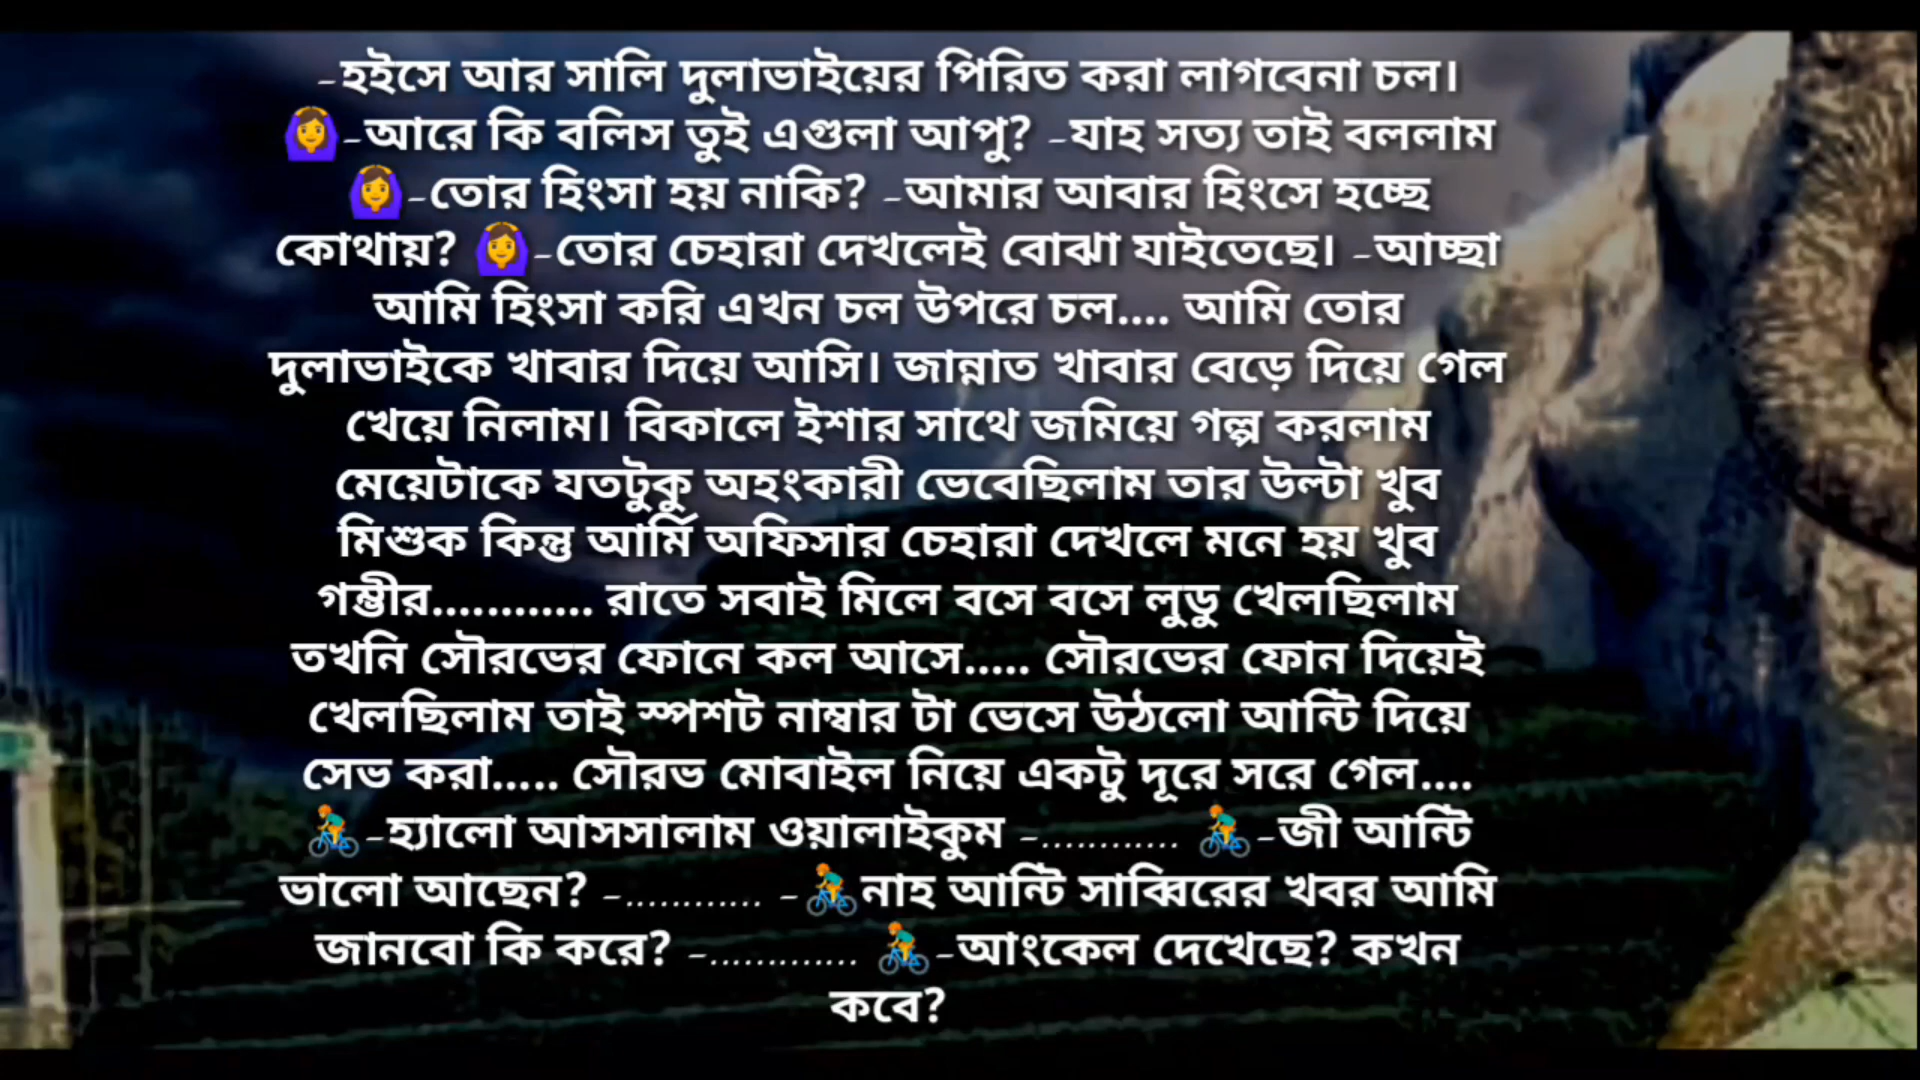 -হইসে আর সালি দুলাভাইয়ের পিরিত করা লাগবেনা চল।
🙆‍♀️-আরে কি বলিস তুই এগুলা আপু? -যাহ সত্য তাই বললাম
🙆‍♀️-তোর হিংসা হয় নাকি? -আমার আবার হিংসে হচ্ছে
কোথায়? 🙆‍♀️-তোর চেহারা দেখলেই বোঝা যাইতেছে। -আচ্ছা
আমি হিংসা করি এখন চল উপরে চল.... আমি তোর
দুলাভাইকে খাবার দিয়ে আসি। জান্নাত খাবার বেড়ে দিয়ে গেল
খেয়ে নিলাম। বিকালে ইশার সাথে জমিয়ে গল্প করলাম
মেয়েটাকে যতটুকু অহংকারী ভেবেছিলাম তার উল্টা খুব
মিশুক কিন্তু আর্মি অফিসার চেহারা দেখলে মনে হয় খুব
গম্ভীর............ রাতে সবাই মিলে বসে বসে লুডু খেলছিলাম
তখনি সৌরভের ফোনে কল আসে..... সৌরভের ফোন দিয়েই
খেলছিলাম তাই স্পশট নাম্বার টা ভেসে উঠলো আন্টি দিয়ে
সেভ করা..... সৌরভ মোবাইল নিয়ে একটু দূরে সরে গেল....
🚴-হ্যালো আসসালাম ওয়ালাইকুম -............ 🚴-জী আন্টি
ভালো আছেন? -............ -🚴নাহ আন্টি সাব্বিরের খবর আমি
জানবো কি করে? -............. 🚴-আংকেল দেখেছে? কখন
কবে?